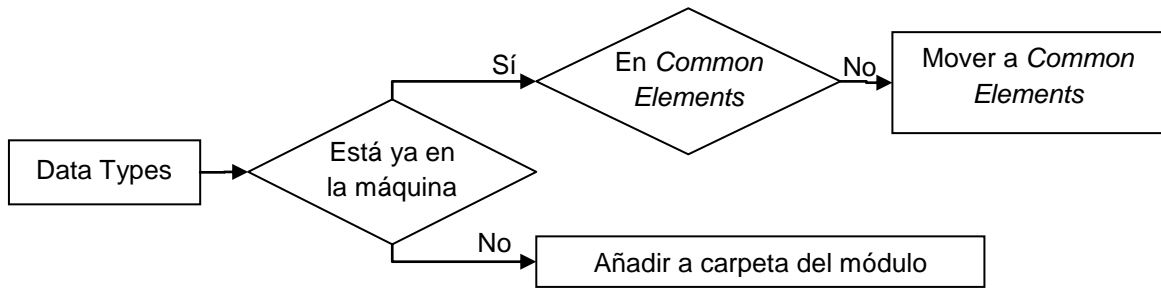 Data Types
Está ya en
la máquina
Sí
En Common
Elements
No
Mover a Common
Elements
No
Añadir a carpeta del módulo